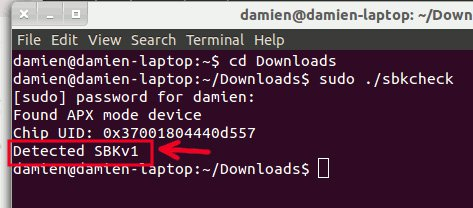 damien@damien-laptop: ~/Dow
File Edit View Search Terminal Help
damien@damien-laptop:~$ cd Downloads
damien@damien-laptop:~/Downloads$ sudo ./sbkcheck
[sudo] password for damien:
Found APX mode device
Chip UID: 0x37001804440d557
Detected SBKv1
damien@damien-laptop:~/Downloads$